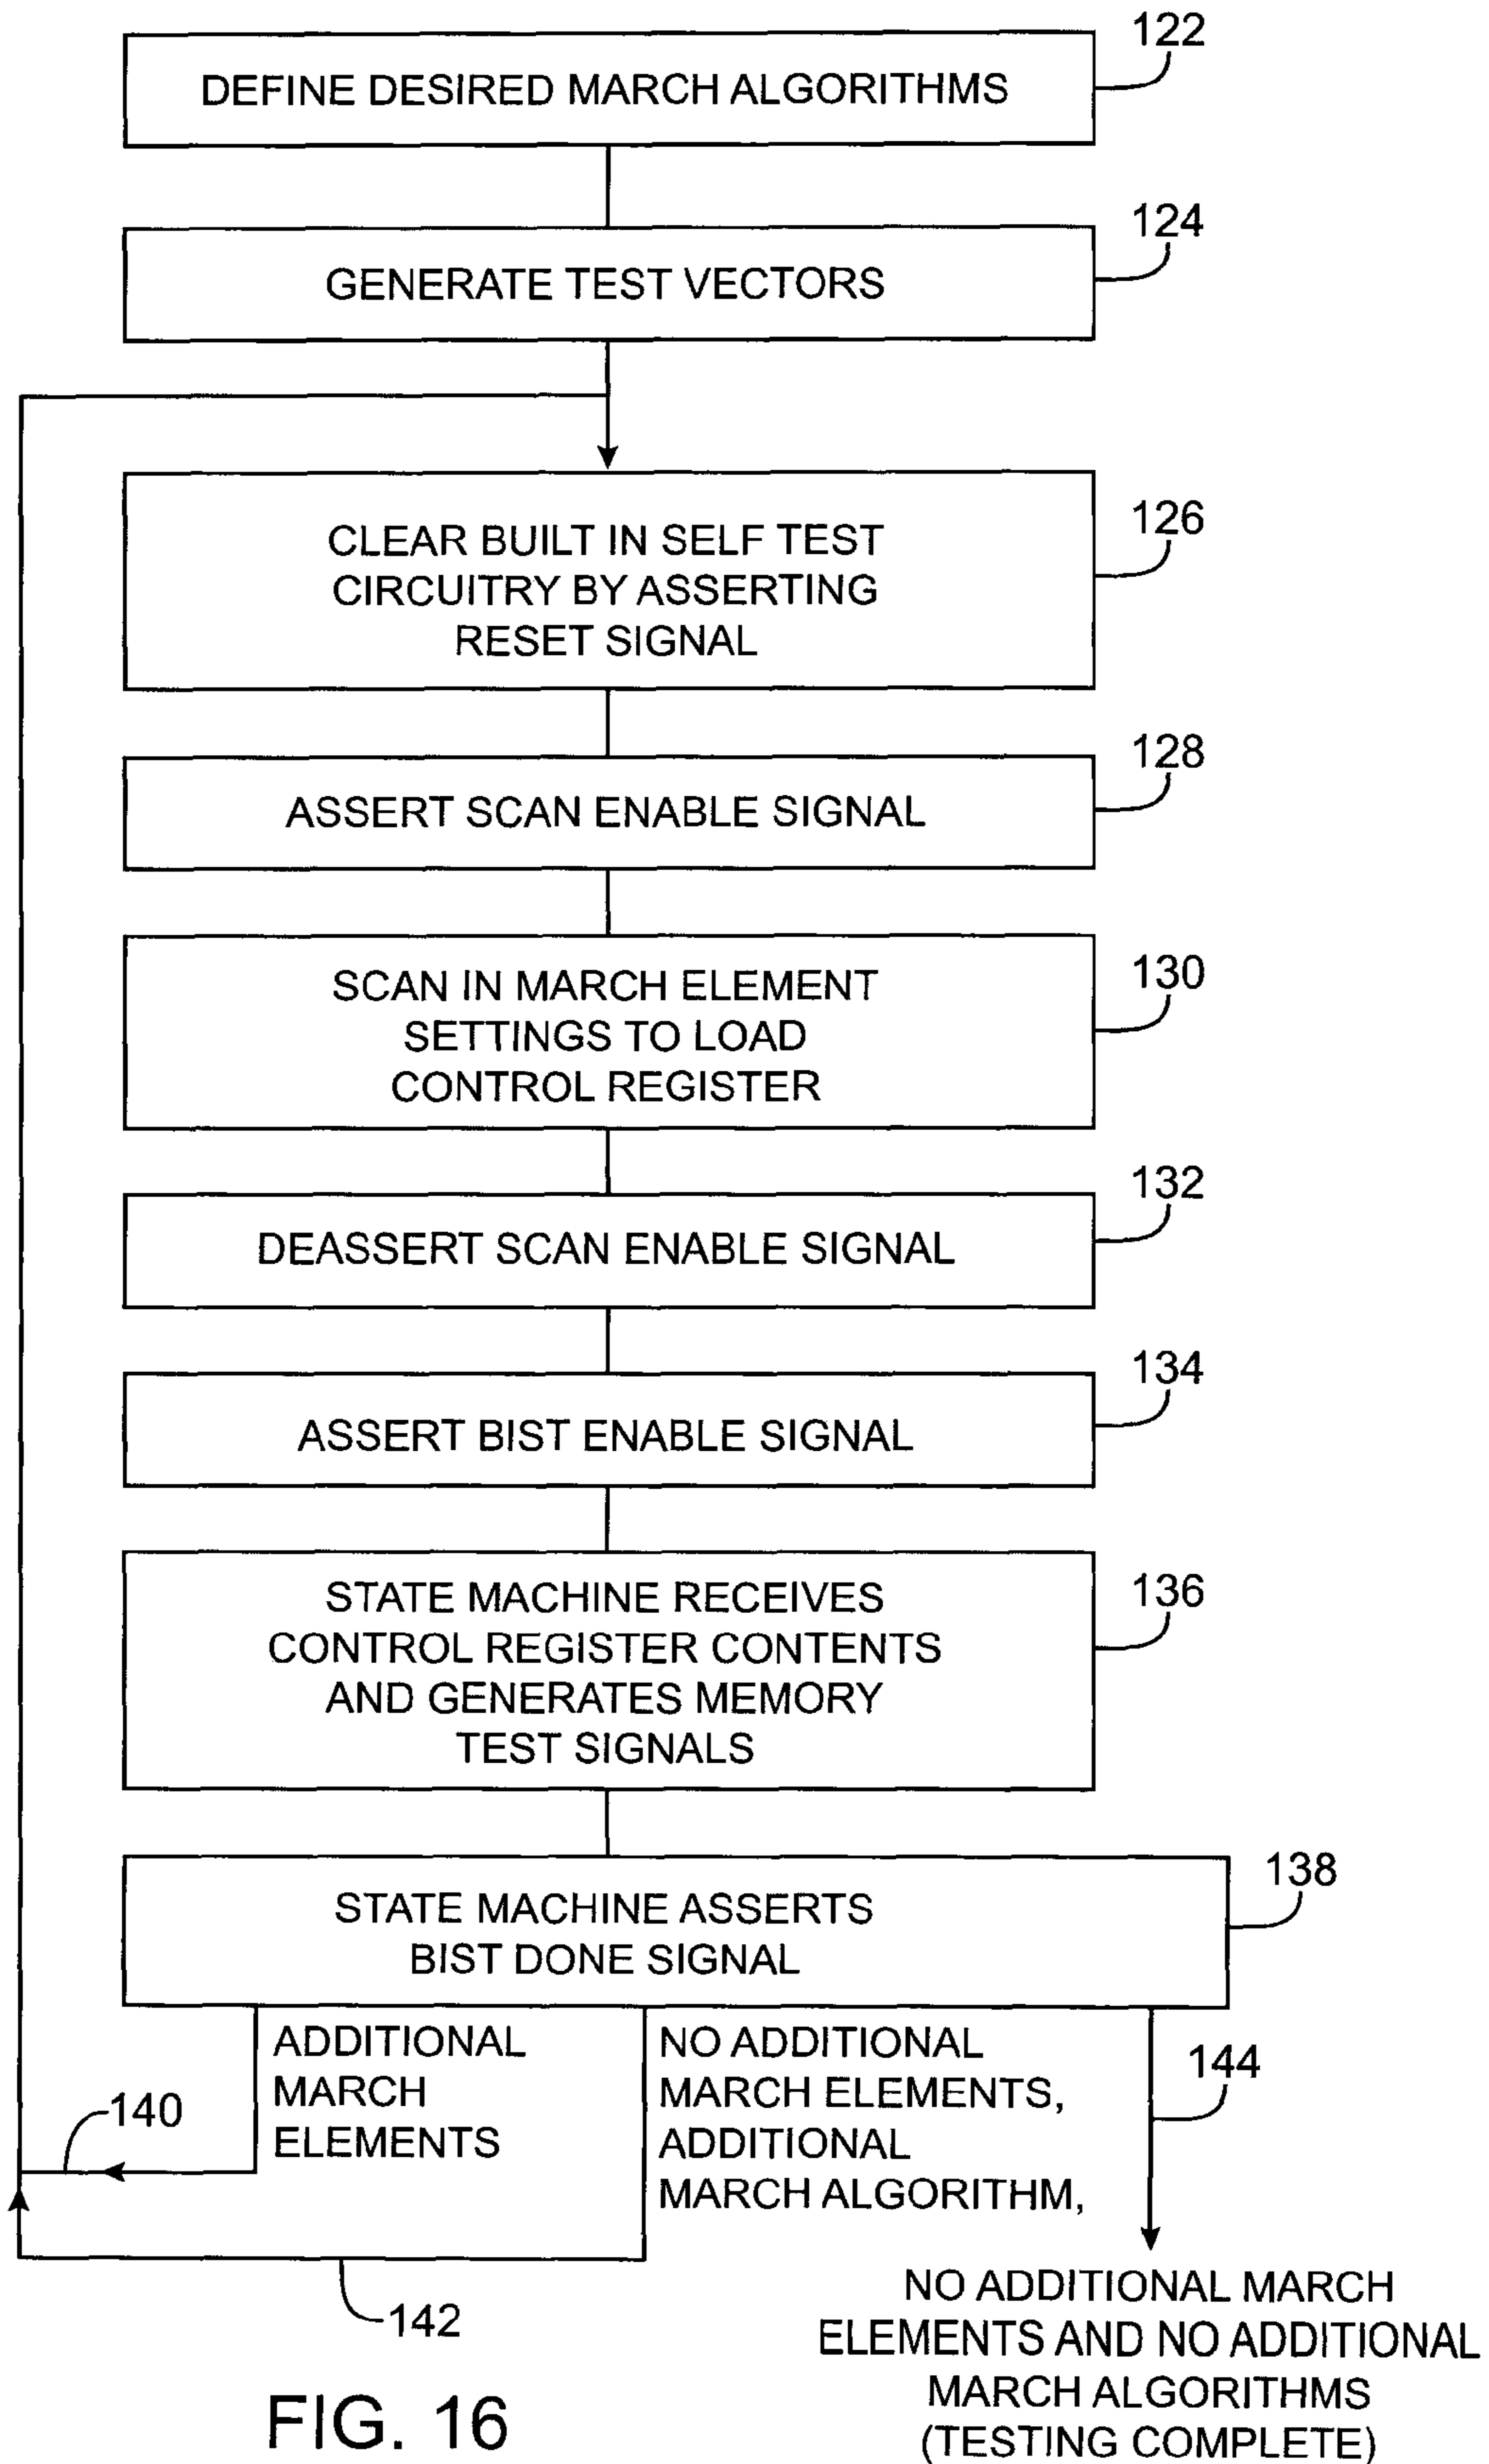 122
DEFINE DESIRED MARCH ALGORITHMS
124
GENERATE TEST VECTORS
126
CLEAR BUILT IN SELF TEST
CIRCUITRY BY ASSERTING
RESET SIGNAL
128
ASSERT SCAN ENABLE SIGNAL
130
SCAN IN MARCH ELEMENT
SETTINGS TO LOAD
CONTROL REGISTER
132
DEASSERT SCAN ENABLE SIGNAL
134
ASSERT BIST ENABLE SIGNAL
136
STATE MACHINE RECEIVES
CONTROL REGISTER CONTENTS
AND GENERATES MEMORY
TEST SIGNALS
138
STATE MACHINE ASSERTS
BIST DONE SIGNAL
140
ADDITIONAL
MARCH
ELEMENTS
NO ADDITIONAL
MARCH ELEMENTS,
ADDITIONAL
MARCH ALGORITHM,
144
142
NO ADDITIONAL MARCH
ELEMENTS AND NO ADDITIONAL
MARCH ALGORITHMS
(TESTING COMPLETE)
FIG. 16